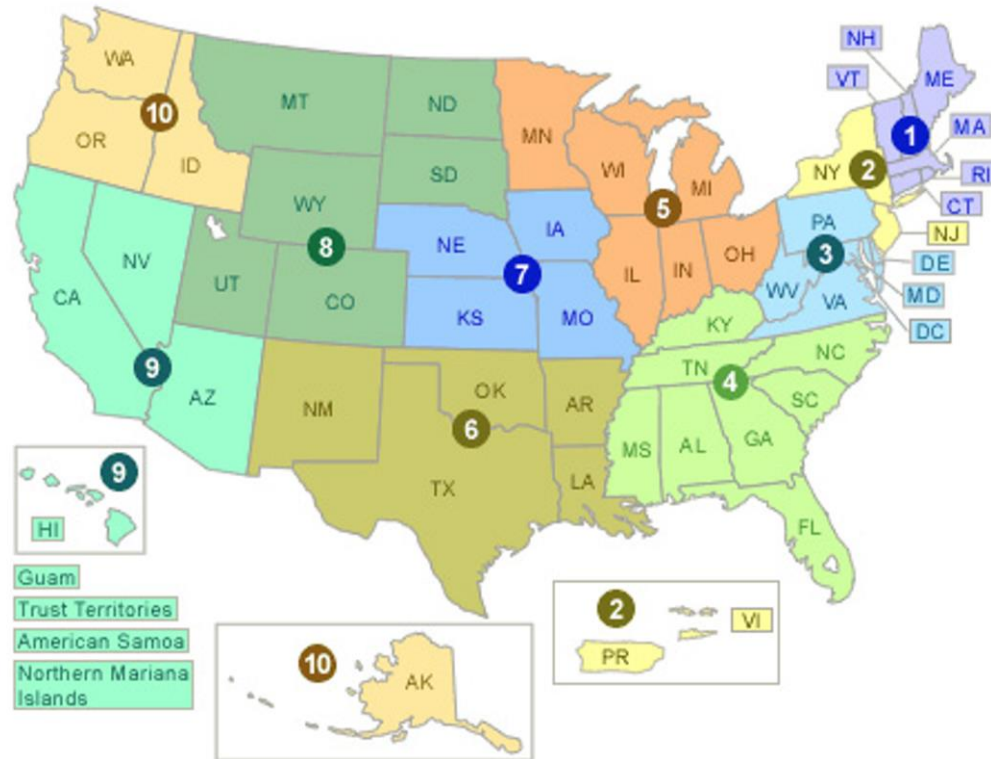 NH
WA
VT
ME
MT
ND
10
MN
1
MA
OR
ID
WI
MI
NY
2
RI
SD
CT
WY
5
PA
NJ
8
NE
IA
3
NV
OH
DE
UT
7
IL
IN
WV
CA
CO
VA
MD
KS
MO
KY
DC
9
NC
TN
4
AZ
NM
OK
AR
SC
6
MS
AL
GA
9
TX
LA
HI
FL
Guam
2
Trust Territories
VI
American Samoa
PR
10
Northern Mariana
Islands
AK